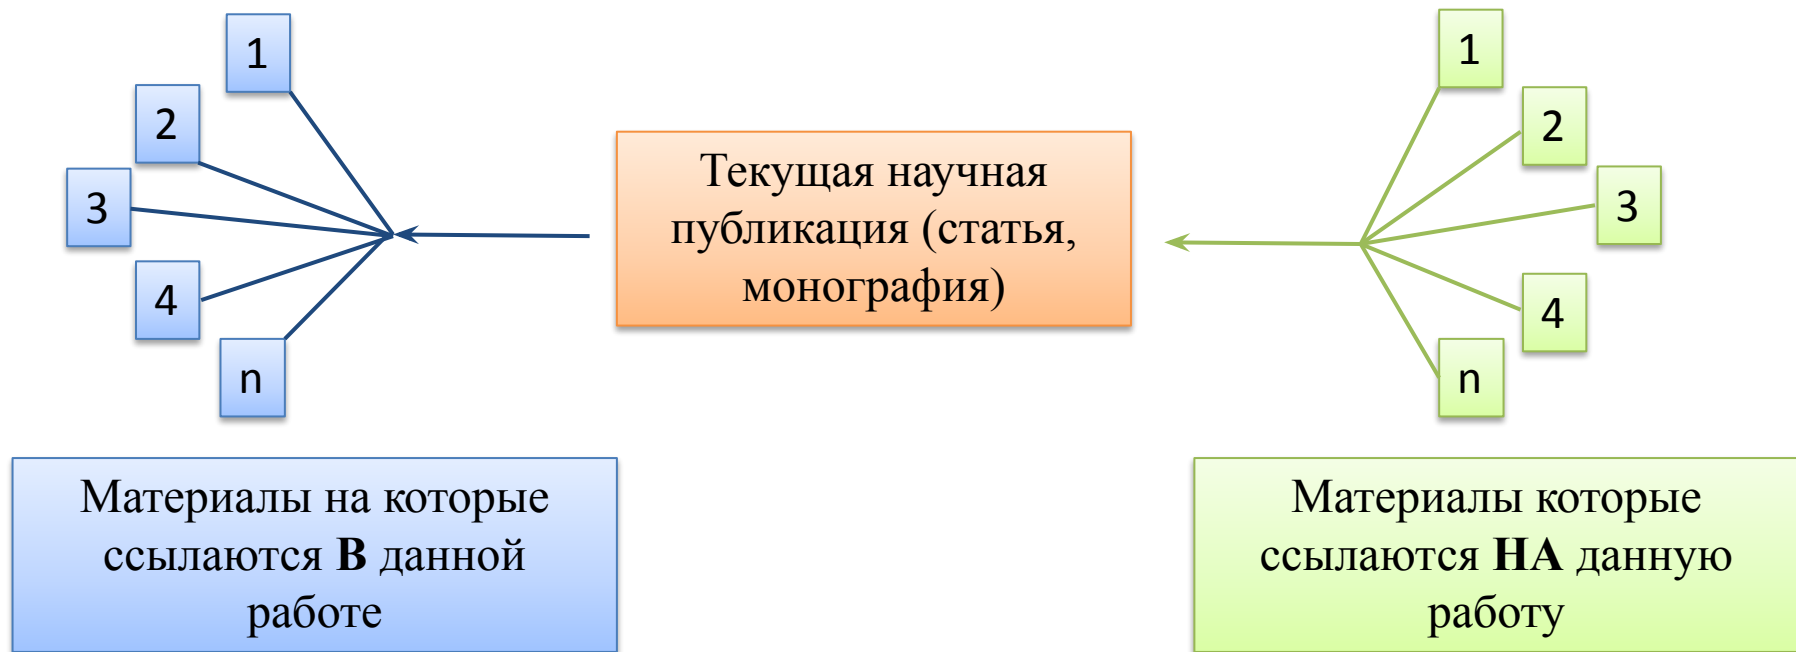 1
2
3
4
n
Текущая научная
публикация (статья,
монография)
1
2
3
4
n
Материалы на которые
ссылаются В данной
работе
Материалы которые
ссылаются НА данную
работу